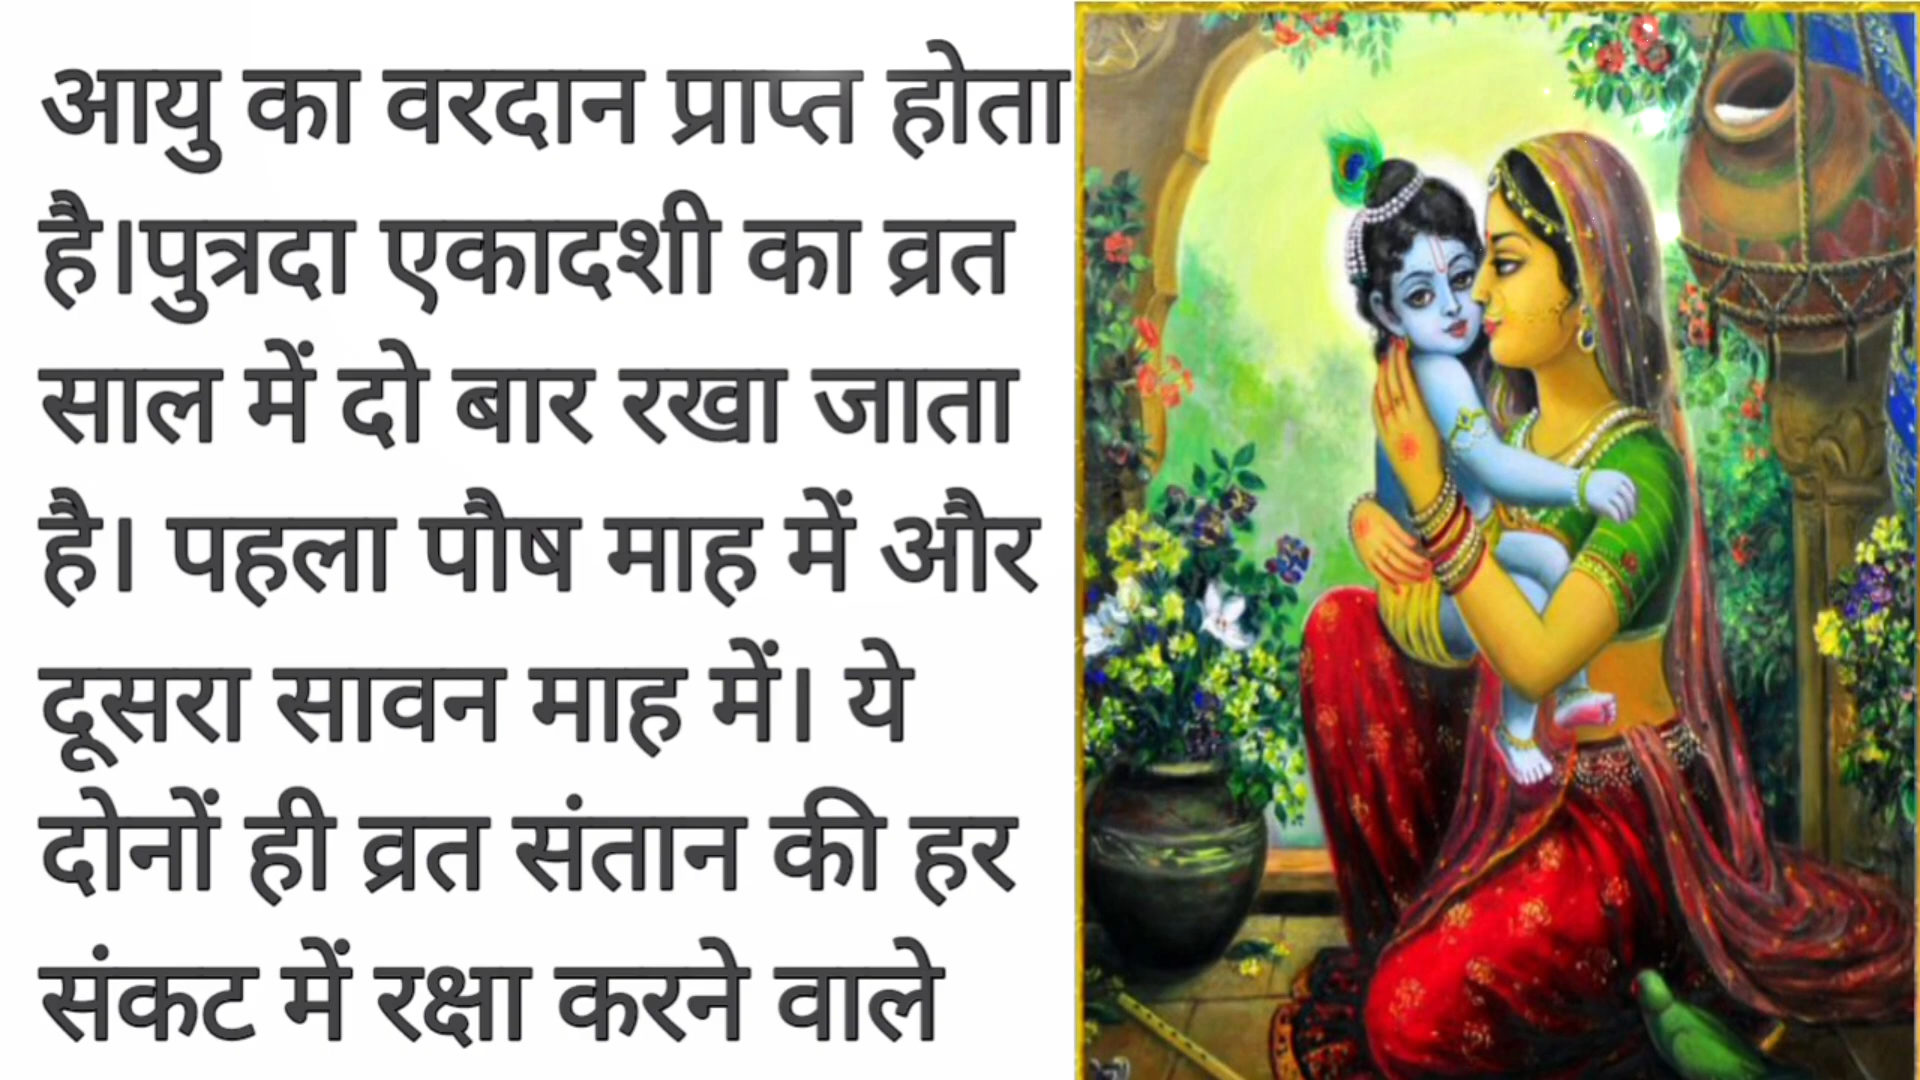 आयु का वरदान प्राप्त होता
है।पुत्रदा एकादशी का व्रत
साल में दो बार रखा जाता
है। पहला पौष माह में और
दूसरा सावन माह में। ये
दोनों ही व्रत संतान की हर
संकट में रक्षा करने वाले